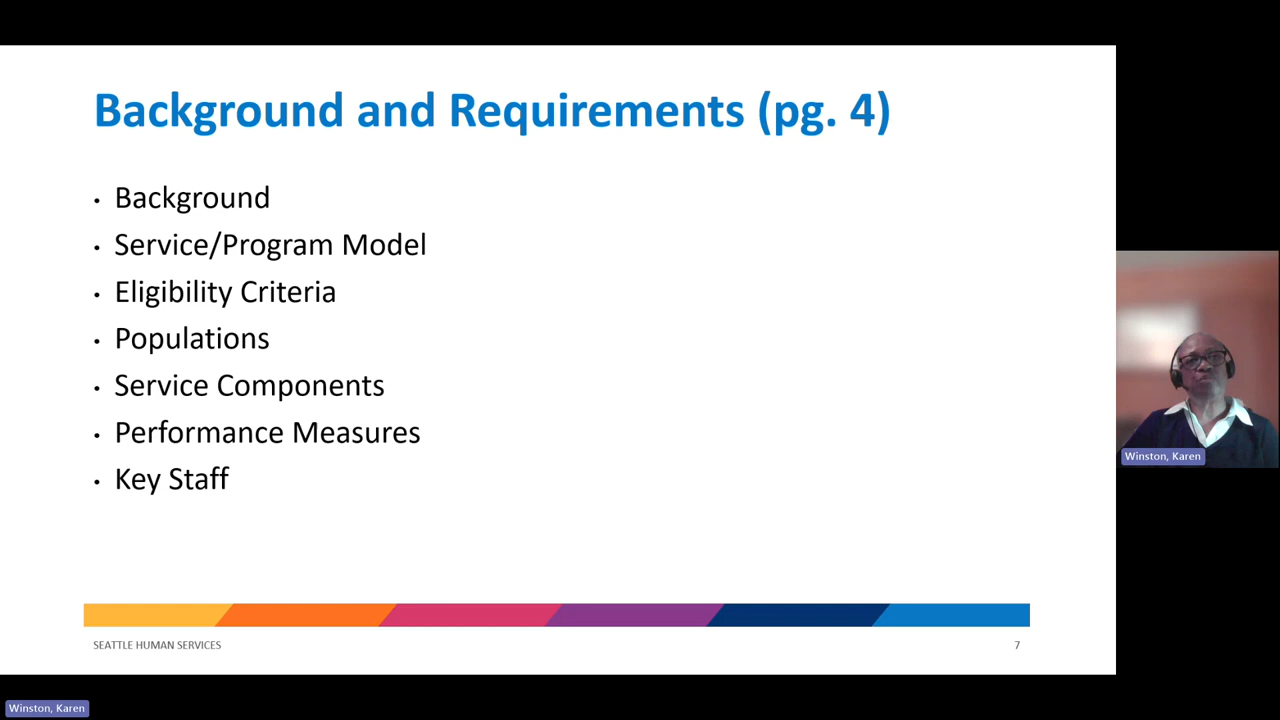 Background and Requirements (pg. 4)
• Background
• Service/Program Model
• Eligibility Criteria
• Populations
• Service Components
• Performance Measures
• Key Staff
SEATTLE HUMAN SERVICES
7
Winston, Karen
Winston, Karen